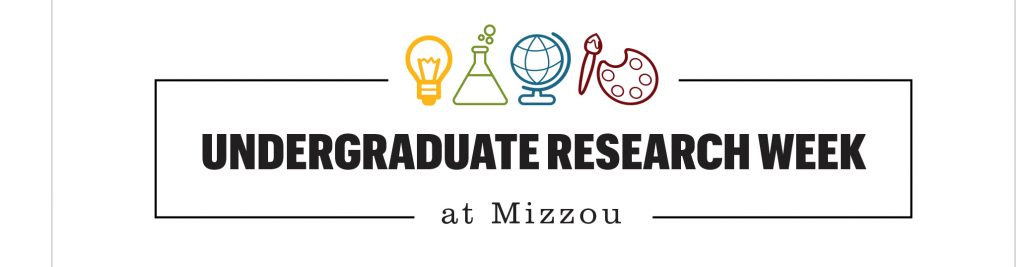 UNDERGRADUATE RESEARCH WEEK
at Mizzou